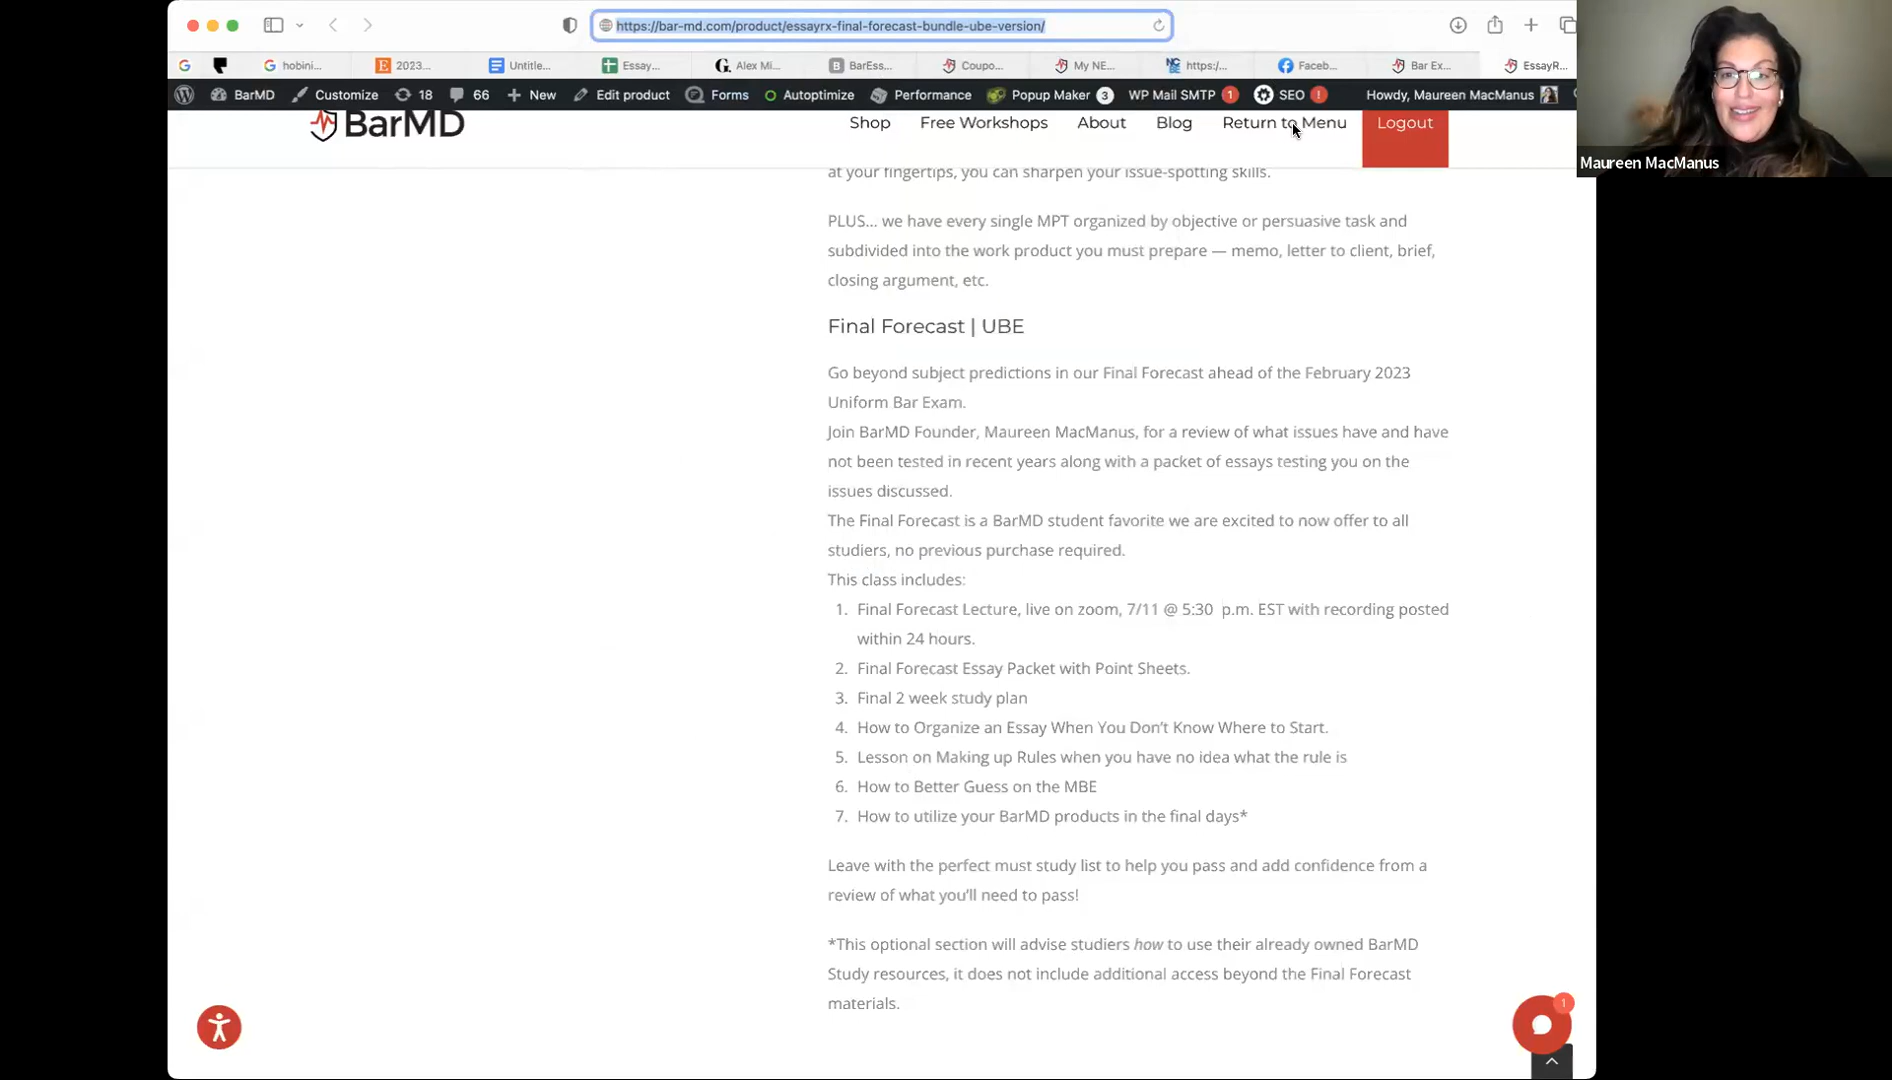 https://bar-md.com/product/essayrx-final-forecast-bundle-ube-version/
hobini...
2023...
Untitle...
Essay...
Alex Mi...
BarEss...
Coupo...
My NE...
https:/...
Faceb...
Bar Ex...
EssayR...
BarMD
Customize
18
66
New
Edit product
Forms
Autoptimize
Performance
Popup Maker 3
WP Mail SMTP 1
SEO !
Howdy, Maureen MacManus
BarMD
Shop
Free Workshops
About
Blog
Return to Menu
Logout
Maureen MacManus
at your fingertips, you can sharpen your issue-spotting skills.
PLUS... we have every single MPT organized by objective or persuasive task and
subdivided into the work product you must prepare — memo, letter to client, brief,
closing argument, etc.
Final Forecast | UBE
Go beyond subject predictions in our Final Forecast ahead of the February 2023
Uniform Bar Exam.
Join BarMD Founder, Maureen MacManus, for a review of what issues have and have
not been tested in recent years along with a packet of essays testing you on the
issues discussed.
The Final Forecast is a BarMD student favorite we are excited to now offer to all
studiers, no previous purchase required.
This class includes:
1. Final Forecast Lecture, live on zoom, 7/11 @ 5:30 p.m. EST with recording posted
within 24 hours.
2. Final Forecast Essay Packet with Point Sheets.
3. Final 2 week study plan
4. How to Organize an Essay When You Don't Know Where to Start.
5. Lesson on Making up Rules when you have no idea what the rule is
6. How to Better Guess on the MBE
7. How to utilize your BarMD products in the final days*
Leave with the perfect must study list to help you pass and add confidence from a
review of what you'll need to pass!
*This optional section will advise studiers how to use their already owned BarMD
Study resources, it does not include additional access beyond the Final Forecast
materials.
1